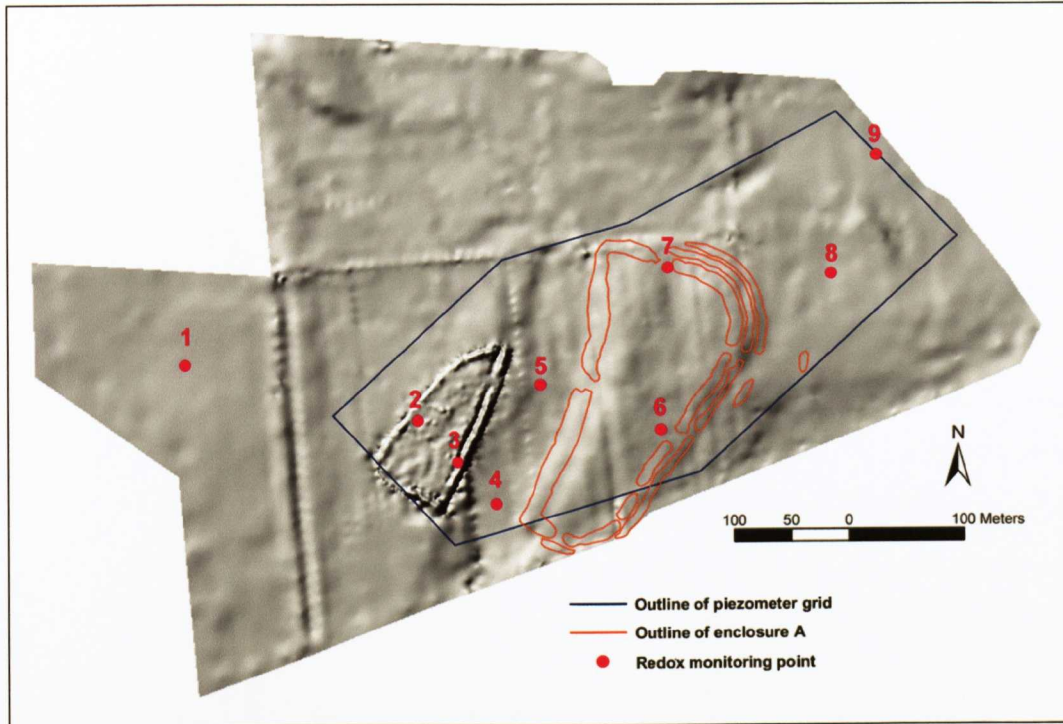 9
7
8
1
5
2
6
3
4
N
100 50 0 100 Meters
Outline of piezometer grid
Outline of enclosure A
Redox monitoring point